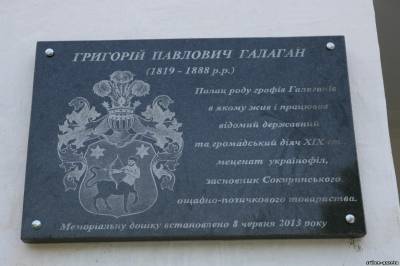 ГРИГОРІЙ ПАВЛОВИЧ ГАЛАГАН
(1819 - 1888 р.р.)
Палац роду графів Галаганів
в якому жив і працював
відомий державний
та громадський діяч XIX ст.
меценат українофіл,
засновник Сокиринського
ощадно-позичкового товариства.
Меморіальну дошку встановлено 8 червня 2013 року